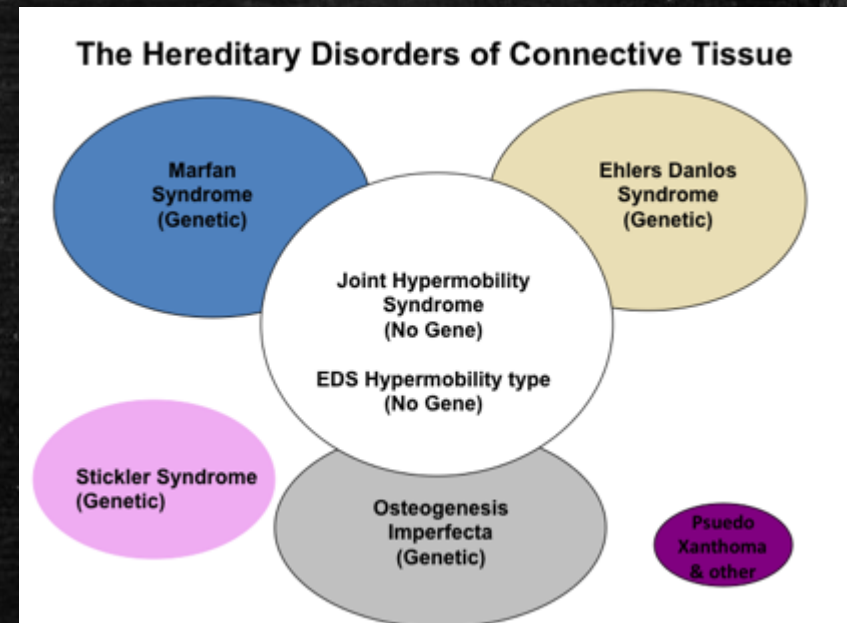 The Hereditary Disorders of Connective Tissue
Marfan
Syndrome
(Genetic)
Ehlers Danlos
Syndrome
(Genetic)
Joint Hypermobility
Syndrome
(No Gene)
EDS Hypermobility type
(No Gene)
Stickler Syndrome
(Genetic)
Osteogenesis
Imperfecta
(Genetic)
Psuedo
Xanthoma
& other